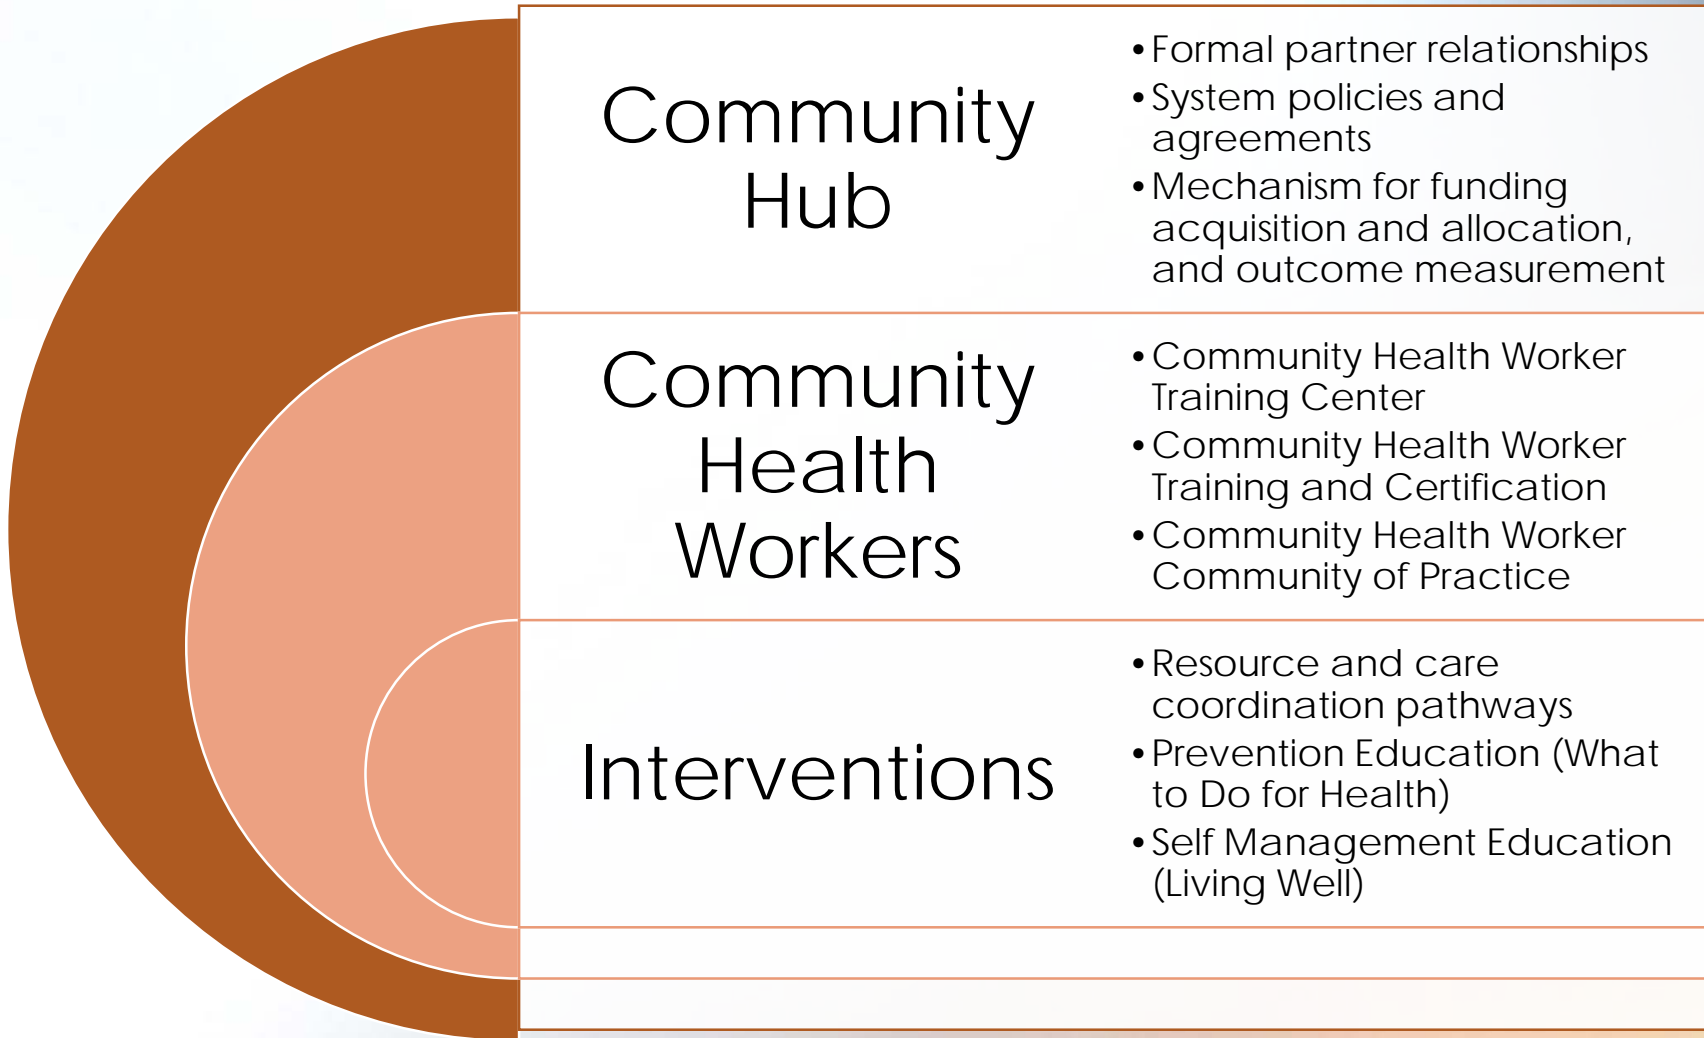 Community
Hub
• Formal partner relationships
• System policies and
agreements
• Mechanism for funding
acquisition and allocation,
and outcome measurement
Community
Health
Workers
• Community Health Worker
Training Center
• Community Health Worker
Training and Certification
• Community Health Worker
Community of Practice
Interventions
• Resource and care
coordination pathways
• Prevention Education (What
to Do for Health)
• Self Management Education
(Living Well)